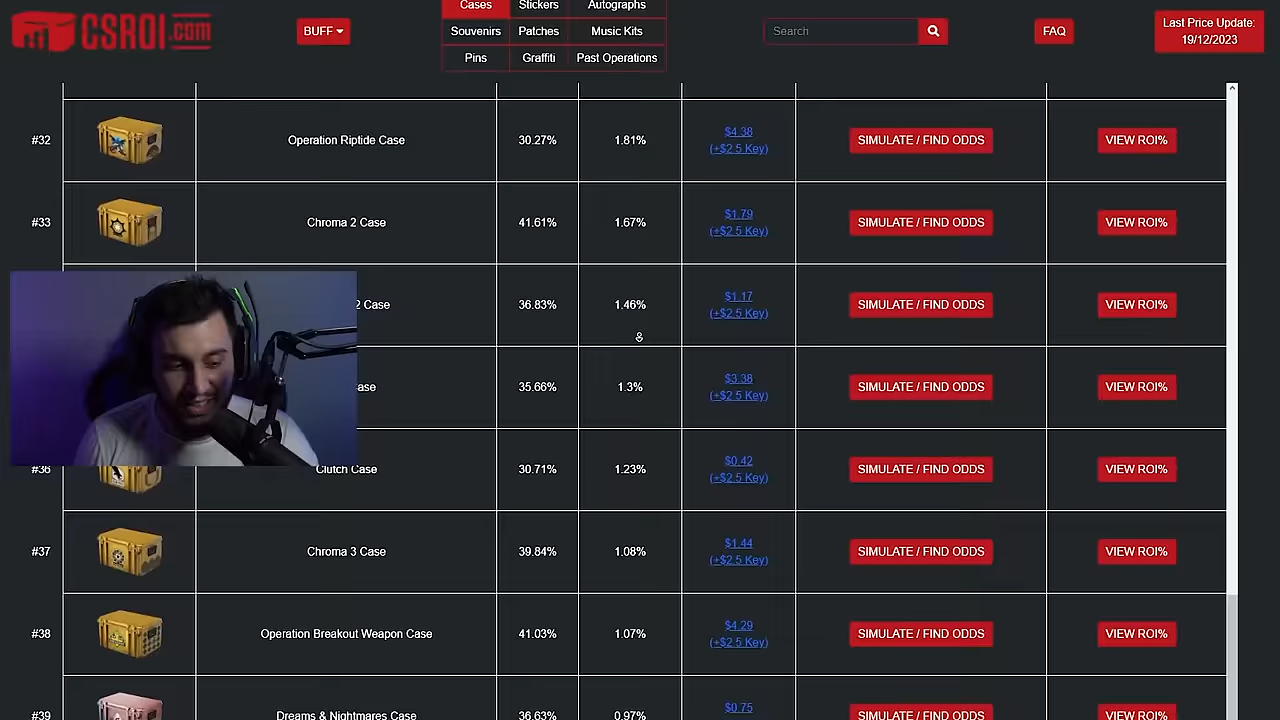 CSROI.com
BUFF
Cases Stickers Autographs
Souvenirs Patches Music Kits
Pins Graffiti Past Operations
Search
FAQ
Last Price Update:
19/12/2023
#32 Operation Riptide Case 30.27% 1.81% $4.38 (+$2.5 Key) SIMULATE / FIND ODDS VIEW ROI%
#33 Chroma 2 Case 41.61% 1.67% $1.79 (+$2.5 Key) SIMULATE / FIND ODDS VIEW ROI%
2 Case 36.83% 1.46% $1.17 (+$2.5 Key) SIMULATE / FIND ODDS VIEW ROI%
ase 35.66% 1.3% $3.38 (+$2.5 Key) SIMULATE / FIND ODDS VIEW ROI%
#36 Clutch Case 30.71% 1.23% $0.42 (+$2.5 Key) SIMULATE / FIND ODDS VIEW ROI%
#37 Chroma 3 Case 39.84% 1.08% $1.44 (+$2.5 Key) SIMULATE / FIND ODDS VIEW ROI%
#38 Operation Breakout Weapon Case 41.03% 1.07% $4.29 (+$2.5 Key) SIMULATE / FIND ODDS VIEW ROI%
#39 Dreams & Nightmares Case 36.63% 0.97% $0.75 SIMULATE / FIND ODDS VIEW ROI%